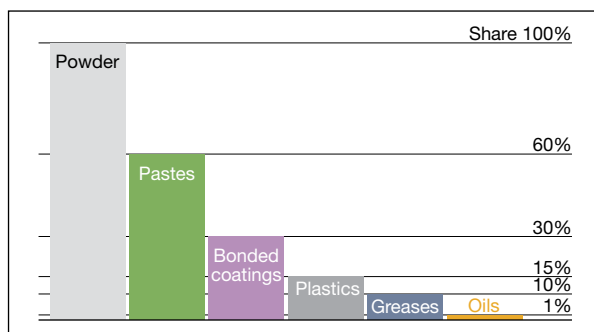 Share 100%
Powder
60%
Pastes
30%
Bonded
coatings
15%
Plastics
10%
Greases
Oils
1%